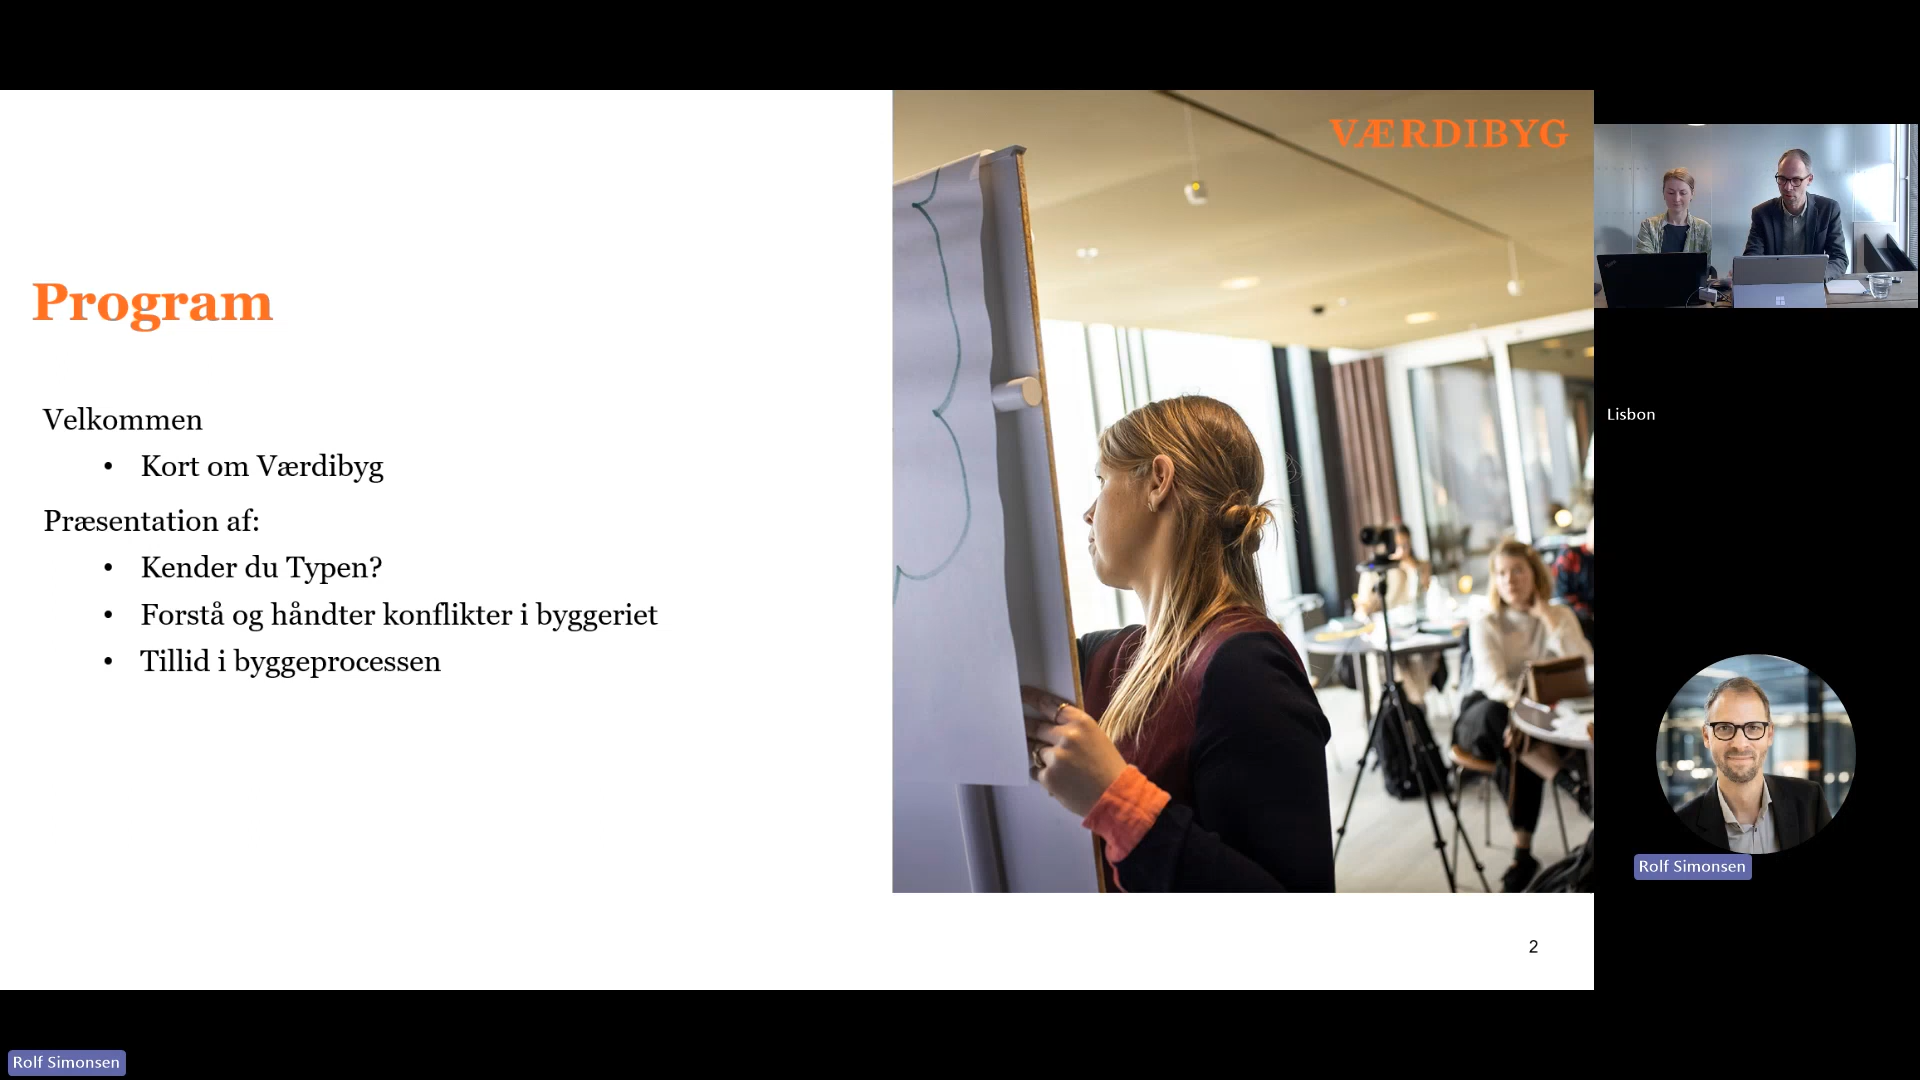 VÆRDIBYG
Program
Velkommen
• Kort om Værdibyg
Præsentation af:
• Kender du Typen?
• Forstå og håndter konflikter i byggeriet
• Tillid i byggeprocessen
2
Lisbon
Rolf Simonsen
Rolf Simonsen